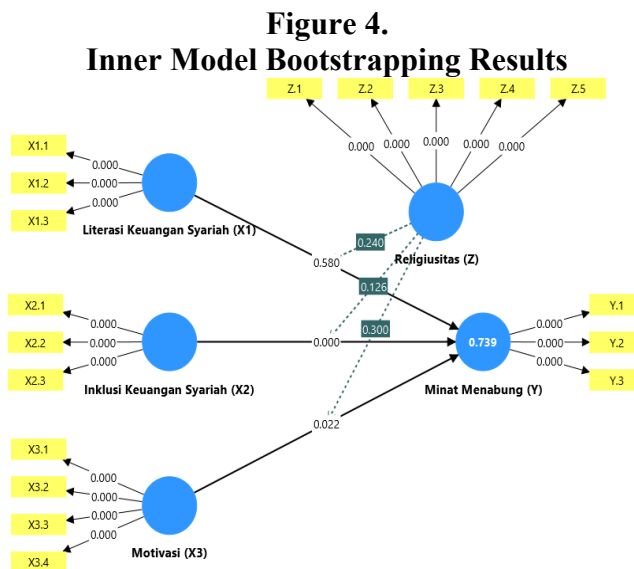 Figure 4.
Inner Model Bootstrapping Results
Z.1 Z.2 Z.3 Z.4 Z.5
0.000 0.000 0.000 0.000 0.000
X1.1
X1.2
X1.3
0.000
0.000
0.000
Literasi Keuangan Syariah (X1)
Religiusitas (Z)
0.240
0.580
0.126
0.300
X2.1
X2.2
X2.3
0.000
0.000
0.000
Inklusi Keuangan Syariah (X2)
0.000
0.739
Minat Menabung (Y)
0.000
0.000
0.000
Y.1
Y.2
Y.3
0.022
X3.1
X3.2
X3.3
X3.4
0.000
0.000
0.000
0.000
Motivasi (X3)